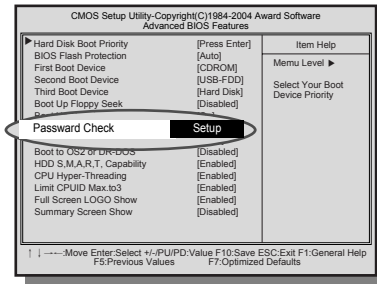 CMOS Setup Utility-Copyright(C)1984-2004 Award Software
Advanced BIOS Features
Hard Disk Boot Priority [Press Enter]
BIOS Flash Protection [Auto]
First Boot Device [CDROM]
Second Boot Device [USB-FDD]
Third Boot Device [Hard Disk]
Boot Up Floppy Seek [Disabled]
Passward Check Setup
Boot to OS2 or DR-DOS [Disabled]
HDD S,M,A,R,T, Capability [Enabled]
CPU Hyper-Threading [Enabled]
Limit CPUID Max.to3 [Enabled]
Full Screen LOGO Show [Enabled]
Summary Screen Show [Disabled]
Item Help
Menu Level ▶
Select Your Boot
Device Priority
↑↓→←:Move Enter:Select +/-/PU/PD:Value F10:Save ESC:Exit F1:General Help
F5:Previous Values F7:Optimized Defaults